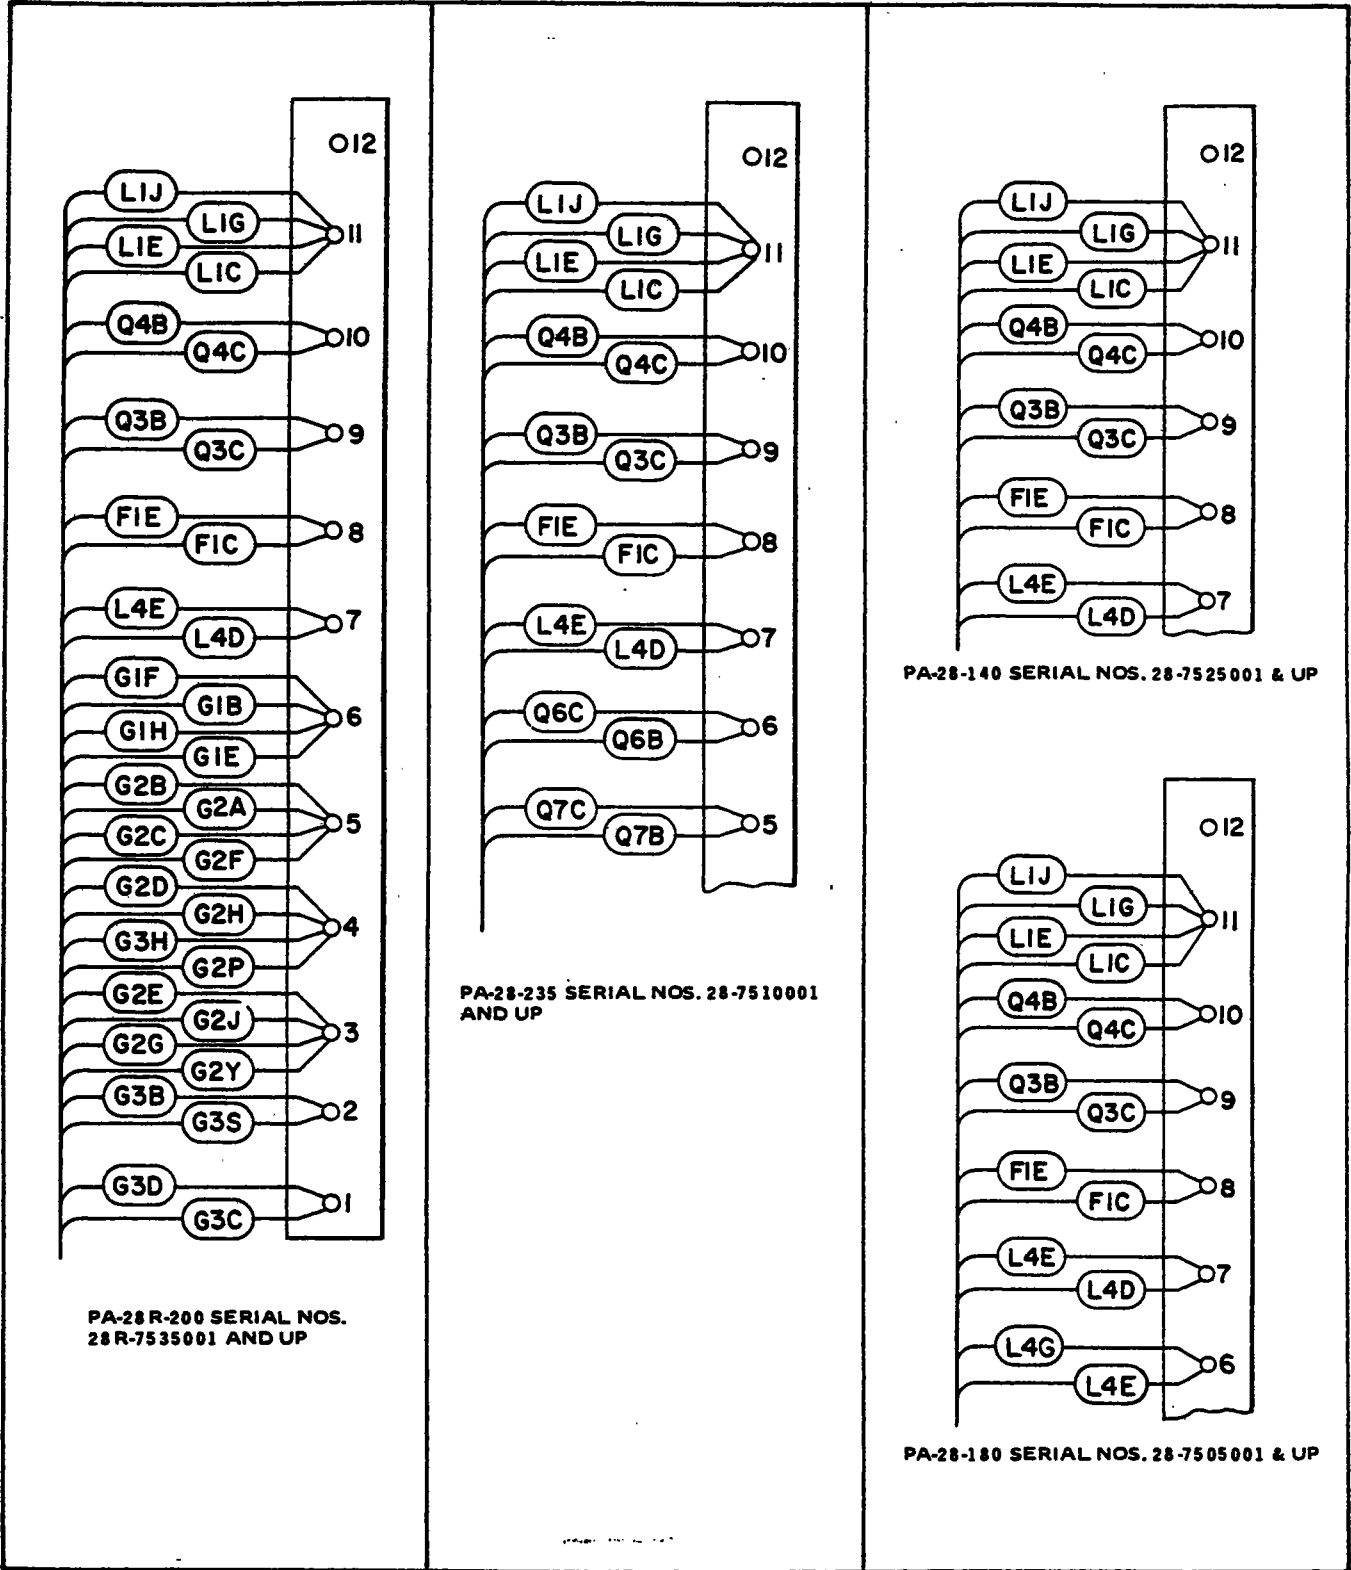 12
L1J
L1G
11
L1E
L1C
Q4B
10
Q4C
Q3B
9
Q3C
F1E
8
F1C
L4E
7
L4D
G1F
G1B
6
G1H
G1E
G2B
G2A
5
G2C
G2F
G2D
G2H
4
G3H
G2P
G2E
G2J
3
G2G
G2Y
G3B
2
G3S
G3D
1
G3C
PA-28R-200 SERIAL NOS.
28R-7535001 AND UP
12
L1J
L1G
11
L1E
L1C
Q4B
10
Q4C
Q3B
9
Q3C
F1E
8
F1C
L4E
7
L4D
Q6C
6
Q6B
Q7C
5
Q7B
PA-28-235 SERIAL NOS. 28-7510001
AND UP
12
L1J
L1G
11
L1E
L1C
Q4B
10
Q4C
Q3B
9
Q3C
F1E
8
F1C
L4E
7
L4D
PA-28-140 SERIAL NOS. 28-7525001 & UP
12
L1J
L1G
11
L1E
L1C
Q4B
10
Q4C
Q3B
9
Q3C
F1E
8
F1C
L4E
7
L4D
L4G
6
L4E
PA-28-180 SERIAL NOS. 28-7505001 & UP